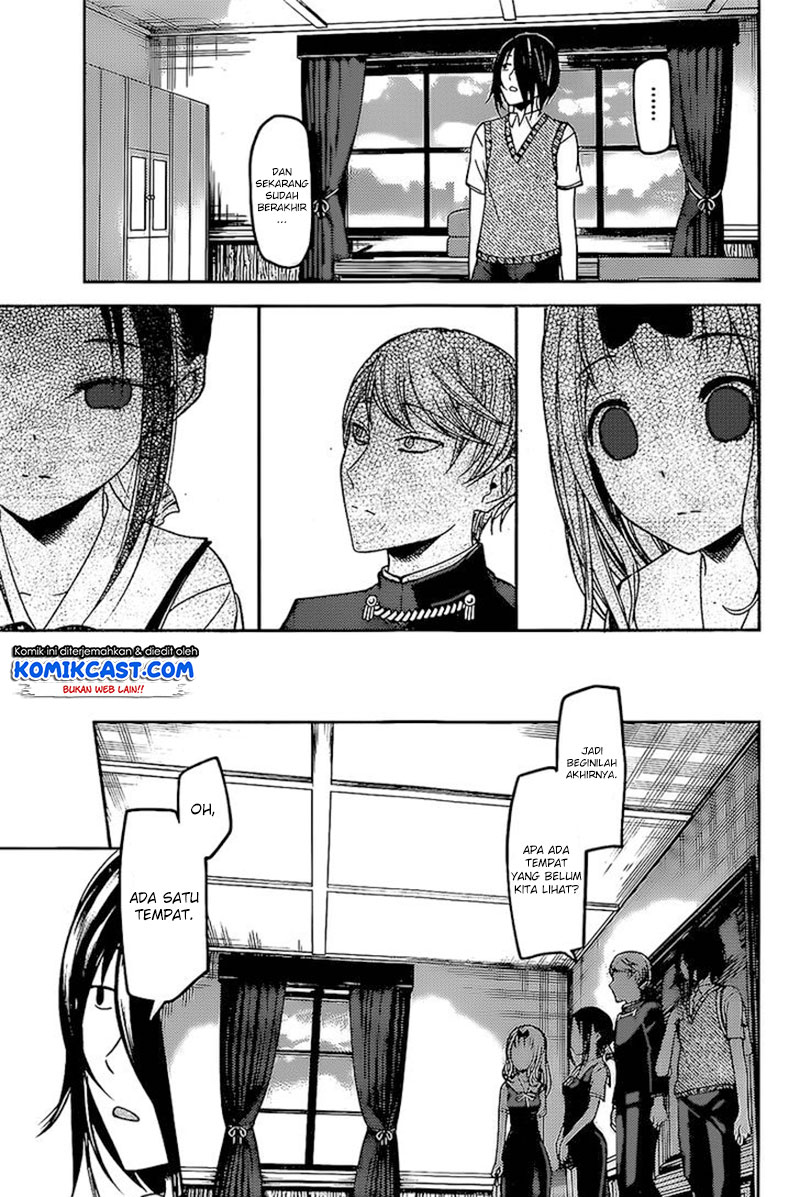 .......
DAN
SEKARANG
SUDAH
BERAKHIR
...
Komik ini diterjemahkan & diedit oleh
KOMIKCAST.COM
BUKAN WEB LAIN!!
JADI
BEGINILAH
AKHIRNYA.
APA ADA
TEMPAT
YANG BELUM
KITA LIHAT?
OH,
ADA SATU
TEMPAT.